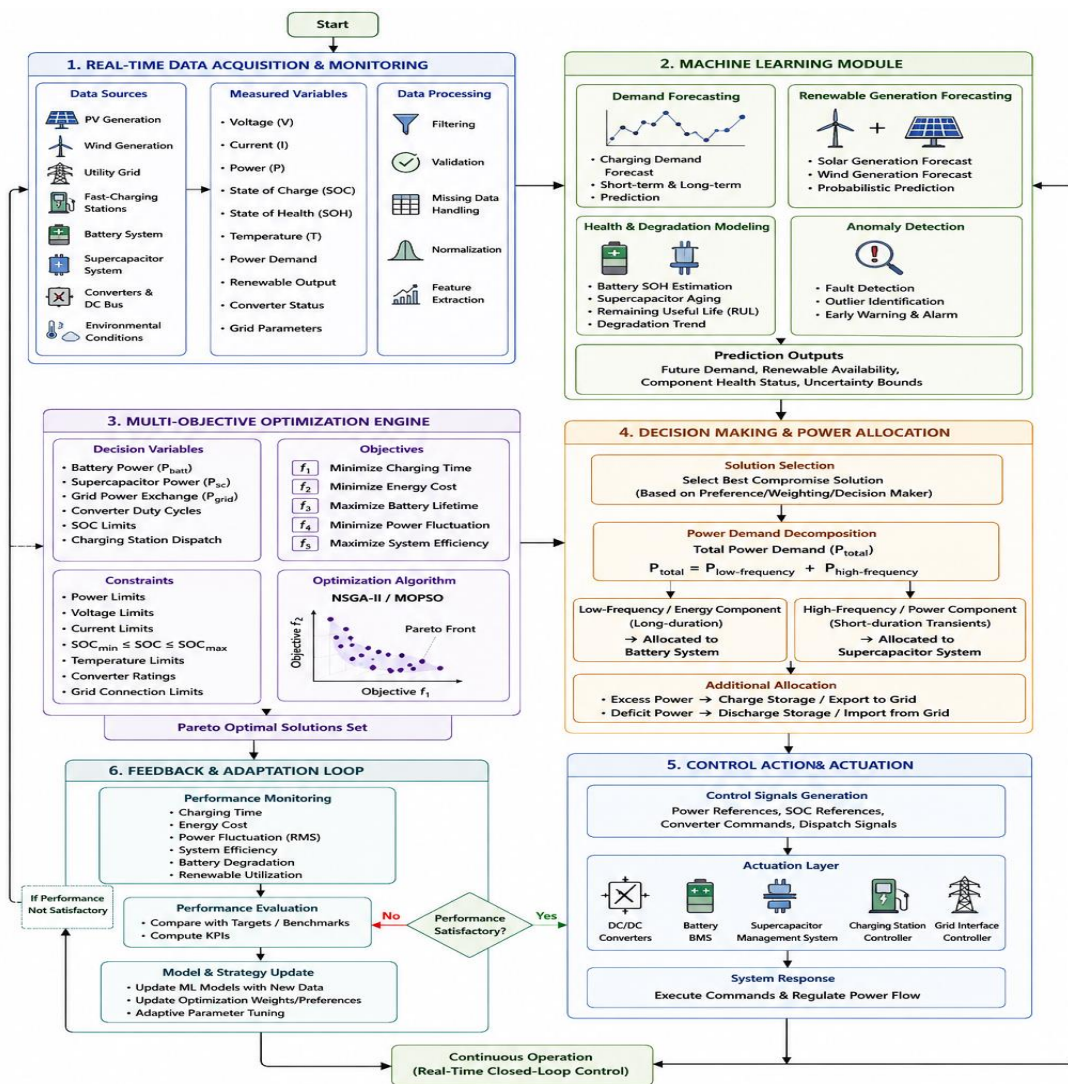 Start
1. REAL-TIME DATA ACQUISITION & MONITORING
Data Sources
PV Generation
Wind Generation
Utility Grid
Fast-Charging
Stations
Battery System
Supercapacitor
System
Converters &
DC Bus
Environmental
Conditions
Measured Variables
• Voltage (V)
• Current (I)
• Power (P)
• State of Charge (SOC)
• State of Health (SOH)
• Temperature (T)
• Power Demand
• Renewable Output
• Converter Status
• Grid Parameters
Data Processing
Filtering
Validation
Missing Data
Handling
Normalization
Feature
Extraction
2. MACHINE LEARNING MODULE
Demand Forecasting
• Charging Demand
Forecast
• Short-term & Long-term
• Prediction
Renewable Generation Forecasting
+
• Solar Generation Forecast
• Wind Generation Forecast
• Probabilistic Prediction
Health & Degradation Modeling
• Battery SOH Estimation
• Supercapacitor Aging
• Remaining Useful Life (RUL)
• Degradation Trend
Anomaly Detection
• Fault Detection
• Outlier Identification
• Early Warning & Alarm
Prediction Outputs
Future Demand, Renewable Availability,
Component Health Status, Uncertainty Bounds
3. MULTI-OBJECTIVE OPTIMIZATION ENGINE
Decision Variables
• Battery Power (P_batt)
• Supercapacitor Power (P_sc)
• Grid Power Exchange (P_grid)
• Converter Duty Cycles
• SOC Limits
• Charging Station Dispatch
Objectives
f₁ Minimize Charging Time
f₂ Minimize Energy Cost
f₃ Maximize Battery Lifetime
f₄ Minimize Power Fluctuation
f₅ Maximize System Efficiency
Constraints
• Power Limits
• Voltage Limits
• Current Limits
• SOC_min ≤ SOC ≤ SOC_max
• Temperature Limits
• Converter Ratings
• Grid Connection Limits
Optimization Algorithm
NSGA-II / MOPSO
Objective f₂
Pareto Front
Objective f₁
Pareto Optimal Solutions Set
4. DECISION MAKING & POWER ALLOCATION
Solution Selection
Select Best Compromise Solution
(Based on Preference/Weighting/Decision Maker)
Power Demand Decomposition
Total Power Demand (P_total)
P_total = P_low-frequency + P_high-frequency
Low-Frequency / Energy Component
(Long-duration)
→ Allocated to
Battery System
High-Frequency / Power Component
(Short-duration Transients)
→ Allocated to
Supercapacitor System
Additional Allocation
• Excess Power → Charge Storage / Export to Grid
• Deficit Power → Discharge Storage / Import from Grid
5. CONTROL ACTION& ACTUATION
Control Signals Generation
Power References, SOC References,
Converter Commands, Dispatch Signals
Actuation Layer
DC/DC
Converters
Battery
BMS
Supercapacitor
Management System
Charging Station
Controller
Grid Interface
Controller
System Response
Execute Commands & Regulate Power Flow
6. FEEDBACK & ADAPTATION LOOP
Performance Monitoring
• Charging Time
• Energy Cost
• Power Fluctuation (RMS)
• System Efficiency
• Battery Degradation
• Renewable Utilization
Performance Evaluation
• Compare with Targets / Benchmarks
• Compute KPIs
Model & Strategy Update
• Update ML Models with New Data
• Update Optimization Weights/Preferences
• Adaptive Parameter Tuning
If Performance
Not Satisfactory
No
Performance
Satisfactory?
Yes
Continuous Operation
(Real-Time Closed-Loop Control)